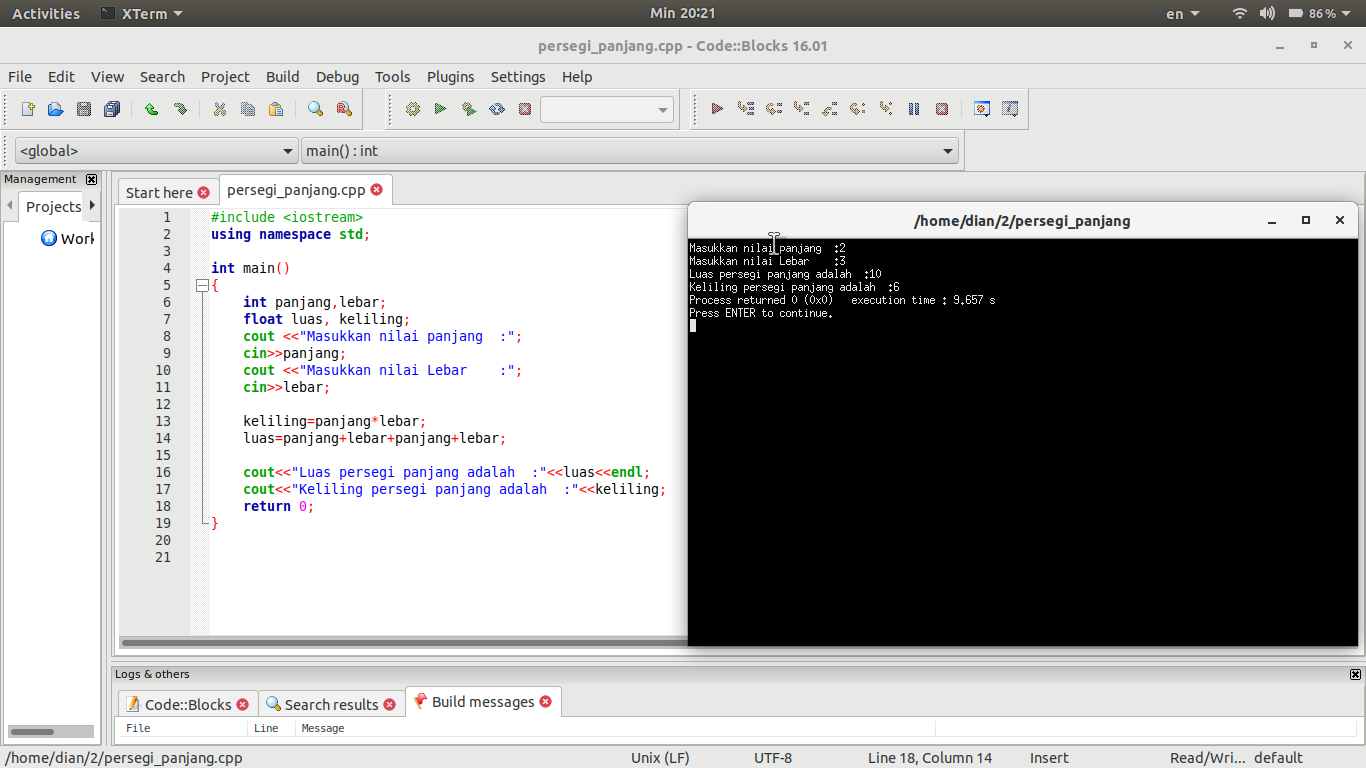 Activities XTerm Min 20:21 en 86 %
persegi_panjang.cpp - Code::Blocks 16.01
File Edit View Search Project Build Debug Tools Plugins Settings Help
<global> main() : int
Management
Projects
Start here persegi_panjang.cpp
1 #include <iostream>
2 using namespace std;
3
4 int main()
5 {
6 int panjang,lebar;
7 float luas, keliling;
8 cout <<"Masukkan nilai panjang  :";
9 cin>>panjang;
10 cout <<"Masukkan nilai Lebar    :";
11 cin>>lebar;
12
13 keliling=panjang*lebar;
14 luas=panjang+lebar+panjang+lebar;
15
16 cout<<"Luas persegi panjang adalah  :"<<luas<<endl;
17 cout<<"Keliling persegi panjang adalah  :"<<keliling;
18 return 0;
19 }
20
21
/home/dian/2/persegi_panjang
Masukkan nilai panjang  :2
Masukkan nilai Lebar    :3
Luas persegi panjang adalah  :10
Keliling persegi panjang adalah  :6
Process returned 0 (0x0)   execution time : 9.657 s
Press ENTER to continue.
Logs & others
Code::Blocks Search results Build messages
File Line Message
/home/dian/2/persegi_panjang.cpp Unix (LF) UTF-8 Line 18, Column 14 Insert Read/Wri... default